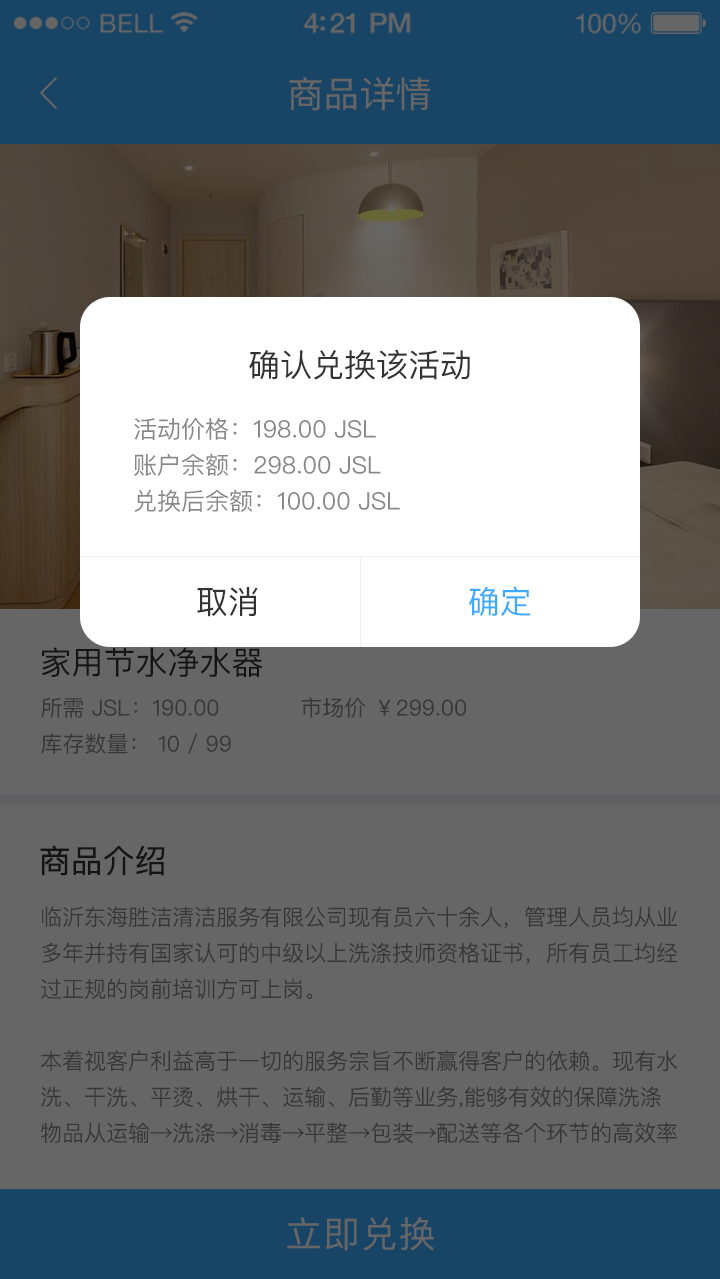 BELL 4:21 PM 100%
商品详情
确认兑换该活动
活动价格：198.00 JSL
账户余额：298.00 JSL
兑换后余额：100.00 JSL
取消 确定
家用节水净水器
所需 JSL：190.00 市场价 ￥299.00
库存数量： 10 / 99
商品介绍
临沂东海胜洁清洁服务有限公司现有员六十余人，管理人员均从业
多年并持有国家认可的中级以上洗涤技师资格证书，所有员工均经
过正规的岗前培训方可上岗。
本着视客户利益高于一切的服务宗旨不断赢得客户的依赖。现有水
洗、干洗、平烫、烘干、运输、后勤等业务,能够有效的保障洗涤
物品从运输→洗涤→消毒→平整→包装→配送等各个环节的高效率
立即兑换